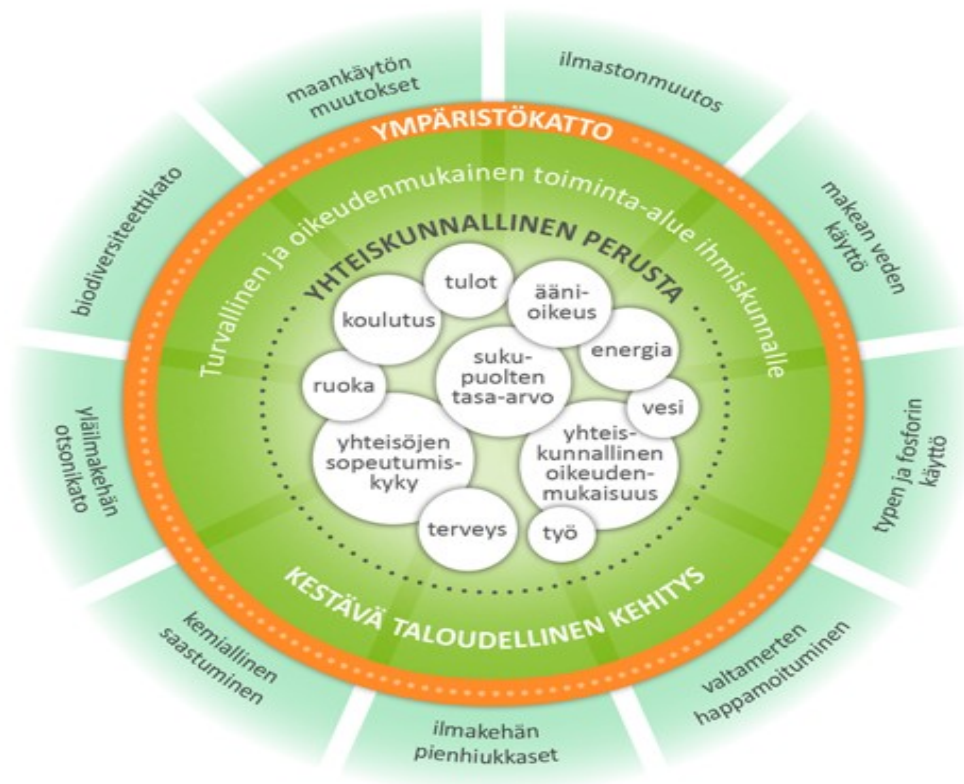 ilmastonmuutos
makean veden
käyttö
typen ja fosforin
käyttö
valtamerten
happamoituminen
ilmakehän
pienhiukkaset
kemiallinen
saastuminen
yläilmakehän
otsonikato
biodiversiteettikato
maankäytön
muutokset
YMPÄRISTÖKATTO
Turvallinen ja oikeudenmukainen toiminta-alue ihmiskunnalle
YHTEISKUNNALLINEN PERUSTA
tulot
ääni-
oikeus
koulutus
energia
suku-
puolten
tasa-arvo
ruoka
vesi
yhteisöjen
sopeutumis-
kyky
yhteis-
kunnallinen
oikeuden-
mukaisuus
terveys
työ
KESTÄVÄ TALOUDELLINEN KEHITYS